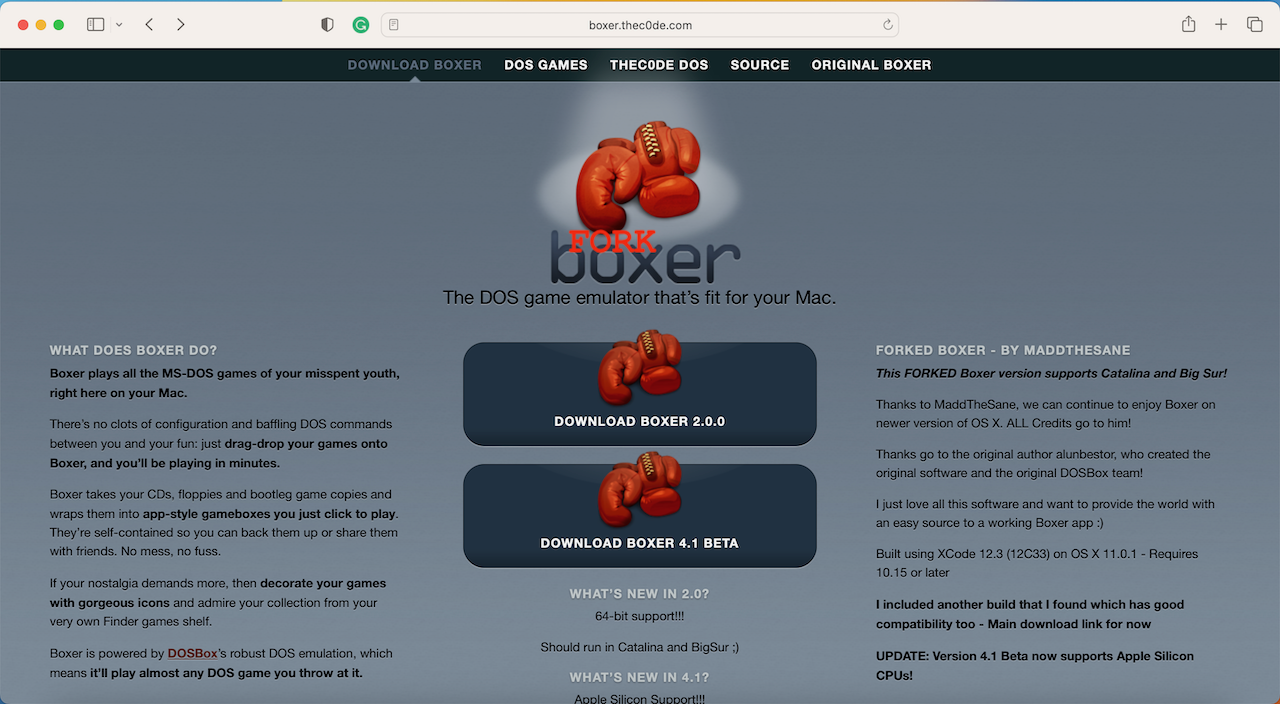 boxer.thec0de.com
DOWNLOAD BOXER DOS GAMES THEC0DE DOS SOURCE ORIGINAL BOXER
FORK
boxer
The DOS game emulator that's fit for your Mac.
WHAT DOES BOXER DO?
Boxer plays all the MS-DOS games of your misspent youth,
right here on your Mac.
There's no clots of configuration and baffling DOS commands
between you and your fun: just drag-drop your games onto
Boxer, and you'll be playing in minutes.
Boxer takes your CDs, floppies and bootleg game copies and
wraps them into app-style gameboxes you just click to play.
They're self-contained so you can back them up or share them
with friends. No mess, no fuss.
If your nostalgia demands more, then decorate your games
with gorgeous icons and admire your collection from your
very own Finder games shelf.
Boxer is powered by DOSBox's robust DOS emulation, which
means it'll play almost any DOS game you throw at it.
DOWNLOAD BOXER 2.0.0
DOWNLOAD BOXER 4.1 BETA
WHAT'S NEW IN 2.0?
64-bit support!!!
Should run in Catalina and BigSur ;)
WHAT'S NEW IN 4.1?
Apple Silicon Support!!!
FORKED BOXER - BY MADDTHESANE
This FORKED Boxer version supports Catalina and Big Sur!
Thanks to MaddTheSane, we can continue to enjoy Boxer on
newer version of OS X. ALL Credits go to him!
Thanks go to the original author alunbestor, who created the
original software and the original DOSBox team!
I just love all this software and want to provide the world with
an easy source to a working Boxer app :)
Built using XCode 12.3 (12C33) on OS X 11.0.1 - Requires
10.15 or later
I included another build that I found which has good
compatibility too - Main download link for now
UPDATE: Version 4.1 Beta now supports Apple Silicon
CPUs!